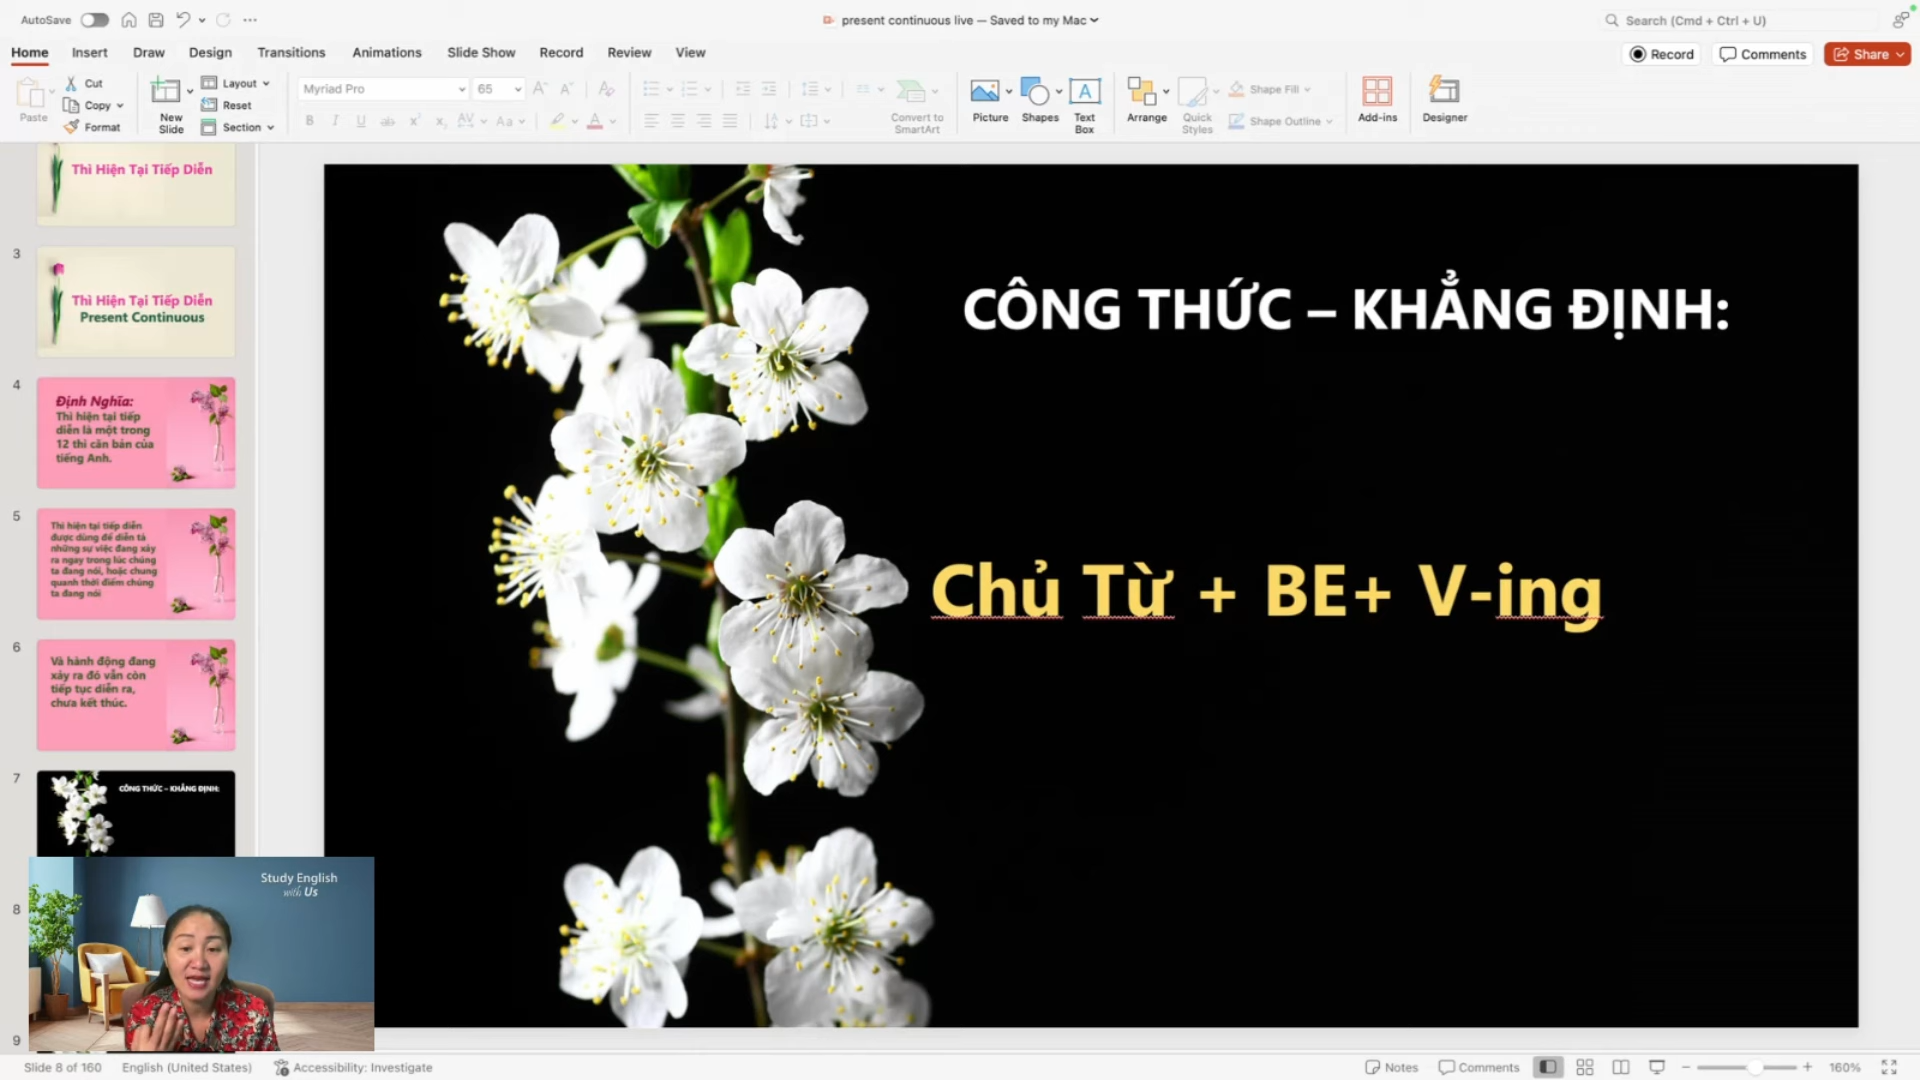 AutoSave
present continuous live — Saved to my Mac
Search (Cmd + Ctrl + U)
Home Insert Draw Design Transitions Animations Slide Show Record Review View
Record Comments Share
Paste
Cut
Copy
Format
New Slide
Layout
Reset
Section
Myriad Pro 65
Convert to SmartArt
Picture Shapes Text Box
Arrange Quick Styles
Shape Fill
Shape Outline
Add-ins Designer
Thì Hiện Tại Tiếp Diễn
3
Thì Hiện Tại Tiếp Diễn
Present Continuous
4
Định Nghĩa:
Thì hiện tại tiếp
diễn là một trong
12 thì căn bản của
tiếng Anh.
5
Thì hiện tại tiếp diễn
được dùng để diễn tả
những sự việc đang xảy
ra ngay trong lúc chúng
ta đang nói, hoặc chung
quanh thời điểm chúng
ta đang nói
6
Và hành động đang
xảy ra đó vẫn còn
tiếp tục diễn ra,
chưa kết thúc.
7
CÔNG THỨC – KHẲNG ĐỊNH:
8
9
CÔNG THỨC – KHẲNG ĐỊNH:
Chủ Từ + BE+ V-ing
Study English
with Us
Slide 8 of 160 English (United States) Accessibility: Investigate
Notes Comments 160%